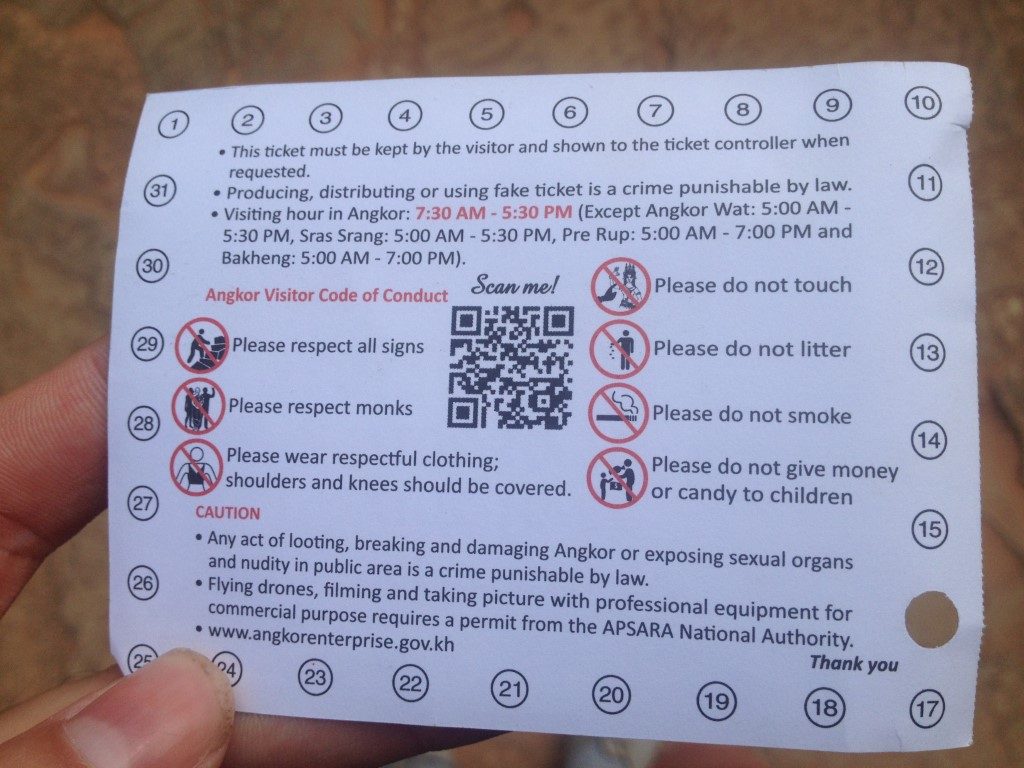 1 2 3 4 5 6 7 8 9 10
• This ticket must be kept by the visitor and shown to the ticket controller when
requested.
• Producing, distributing or using fake ticket is a crime punishable by law.
• Visiting hour in Angkor: 7:30 AM - 5:30 PM (Except Angkor Wat: 5:00 AM -
5:30 PM, Sras Srang: 5:00 AM - 5:30 PM, Pre Rup: 5:00 AM - 7:00 PM and
Bakheng: 5:00 AM - 7:00 PM).
Angkor Visitor Code of Conduct
Please respect all signs
Please respect monks
Please wear respectful clothing;
shoulders and knees should be covered.
Scan me!
Please do not touch
Please do not litter
Please do not smoke
Please do not give money
or candy to children
CAUTION
• Any act of looting, breaking and damaging Angkor or exposing sexual organs
and nudity in public area is a crime punishable by law.
• Flying drones, filming and taking picture with professional equipment for
commercial purpose requires a permit from the APSARA National Authority.
• www.angkorenterprise.gov.kh
Thank you
11
12
13
14
15
17
18
19
20
21
22
23
24
25
26
27
28
29
30
31